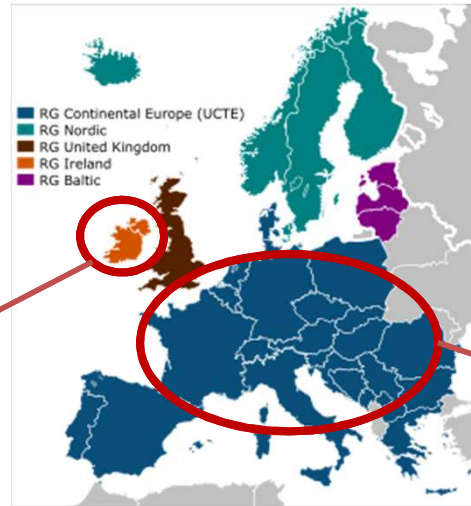 RG Continental Europe (UCTE)
RG Nordic
RG United Kingdom
RG Ireland
RG Baltic